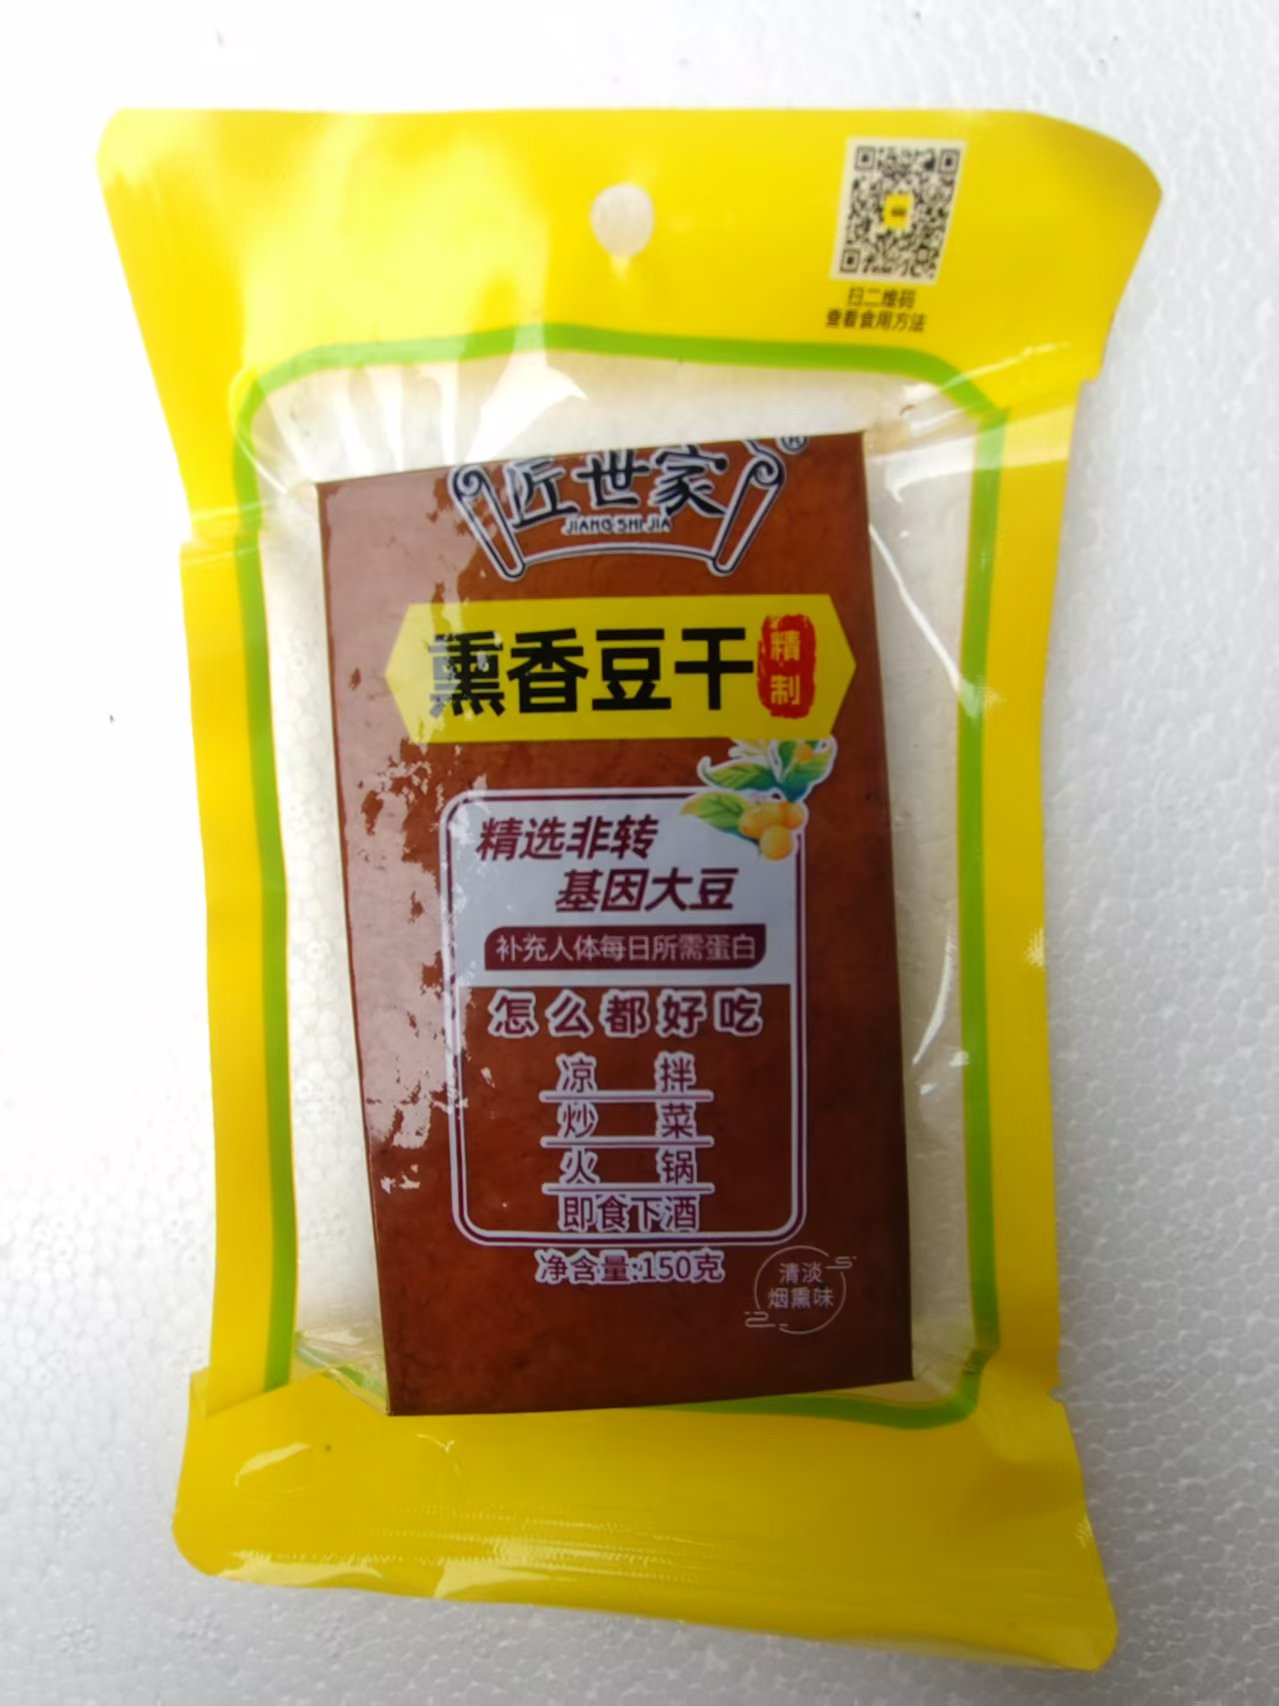 扫二维码
查看食用方法
匠世家
JIANG SHI JIA
熏香豆干
精制
精选非转
基因大豆
补充人体每日所需蛋白
怎么都好吃
凉 拌
炒 菜
火 锅
即食下酒
净含量:150克
清淡
烟熏味